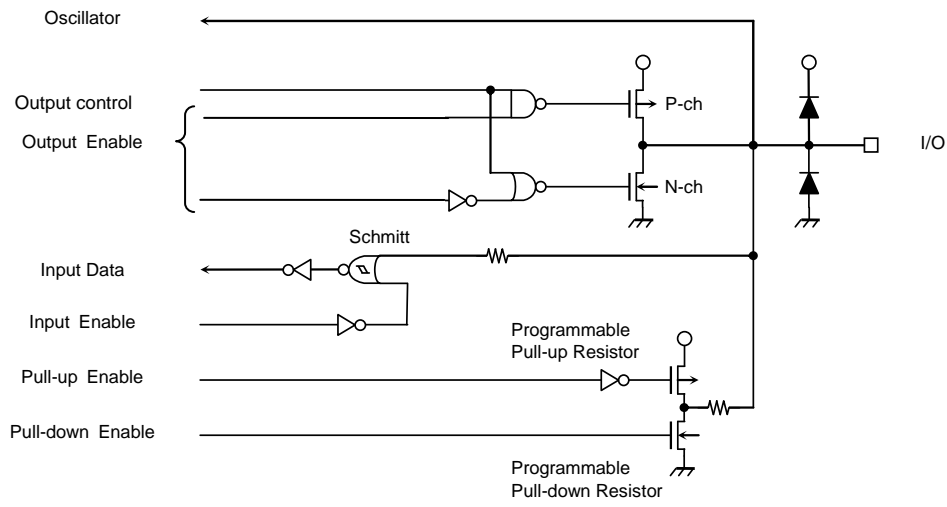 Oscillator
Output control
P-ch
Output Enable
I/O
N-ch
Schmitt
Input Data
Input Enable
Programmable
Pull-up Resistor
Pull-up Enable
Pull-down Enable
Programmable
Pull-down Resistor